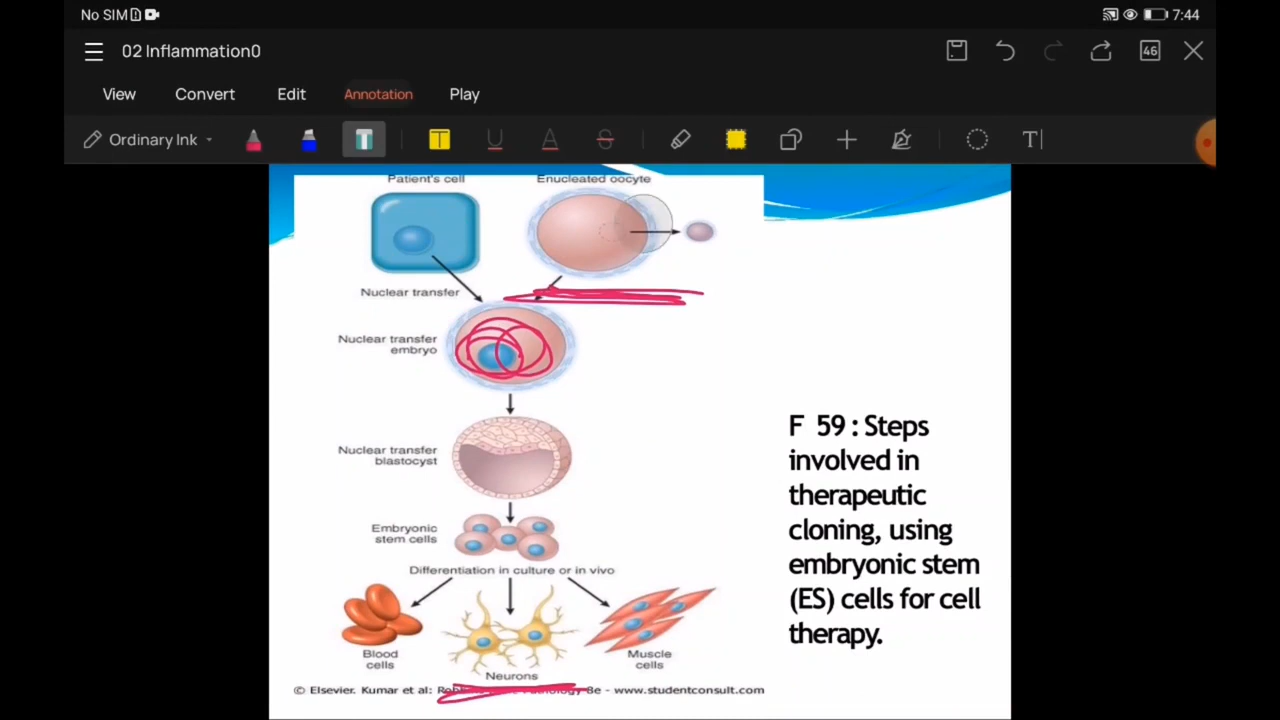 No SIM 7:44
02 Inflammation0 46
View Convert Edit Annotation Play
Ordinary Ink T T U A S T
Patient's cell Enucleated oocyte
Nuclear transfer
Nuclear transfer
embryo
Nuclear transfer
blastocyst
Embryonic
stem cells
Differentiation in culture or in vivo
Blood
cells
Neurons
Muscle
cells
© Elsevier. Kumar et al: 8e - www.studentconsult.com
F 59 : Steps
involved in
therapeutic
cloning, using
embryonic stem
(ES) cells for cell
therapy.